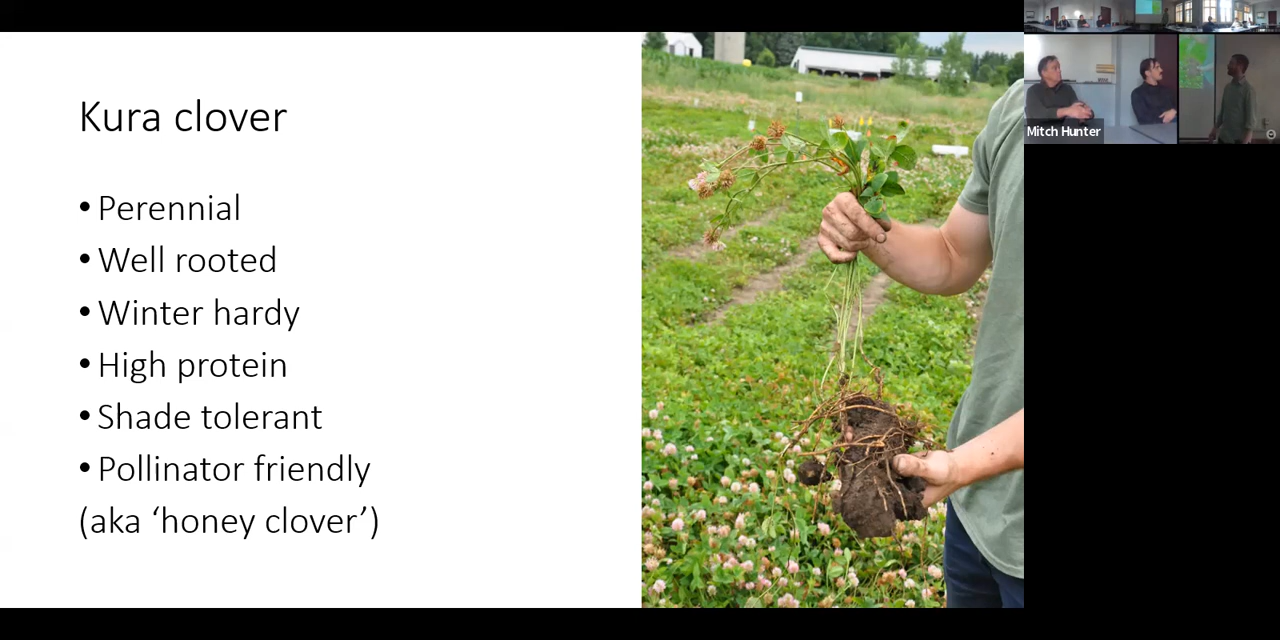 Kura clover
• Perennial
• Well rooted
• Winter hardy
• High protein
• Shade tolerant
• Pollinator friendly
(aka ‘honey clover’)
Mitch Hunter